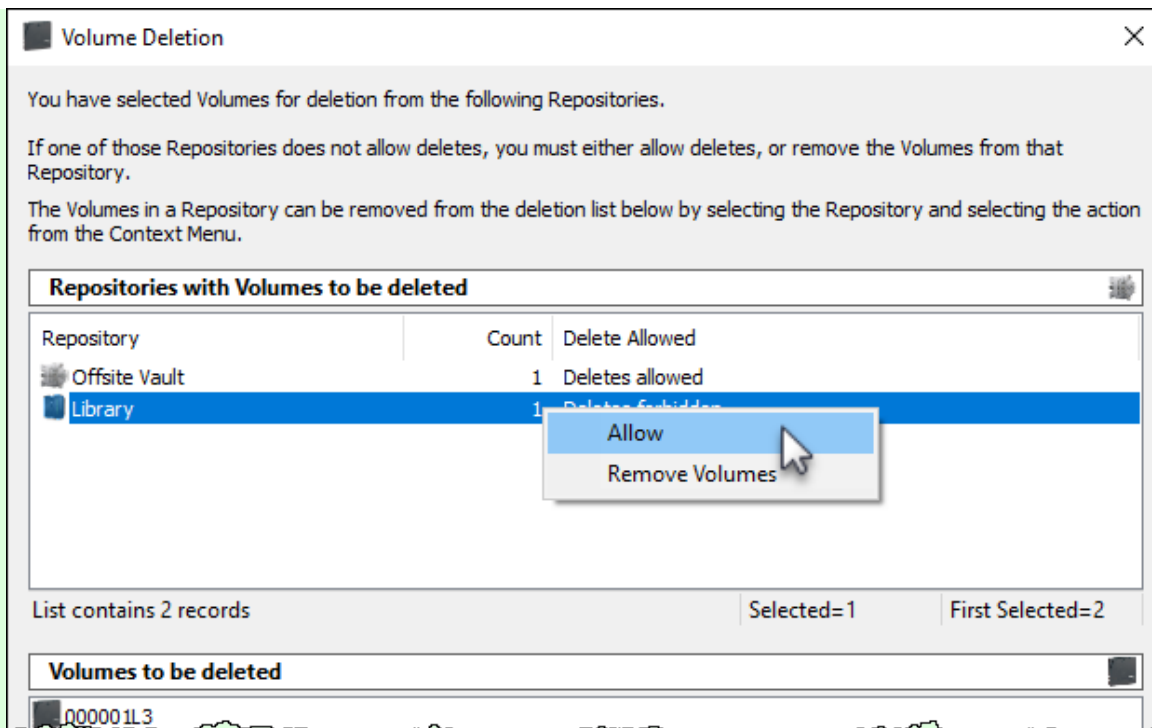 Volume Deletion
You have selected Volumes for deletion from the following Repositories.
If one of those Repositories does not allow deletes, you must either allow deletes, or remove the Volumes from that
Repository.
The Volumes in a Repository can be removed from the deletion list below by selecting the Repository and selecting the action
from the Context Menu.
Repositories with Volumes to be deleted
Repository Count Delete Allowed
Offsite Vault 1 Deletes allowed
Library 1 Deletes forbidden
Allow
Remove Volumes
List contains 2 records Selected=1 First Selected=2
Volumes to be deleted
000001L3